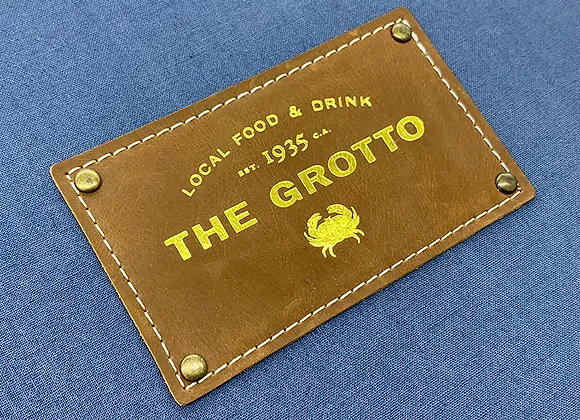 LOCAL FOOD & DRINK
EST. 1935 C.A.
THE GROTTO